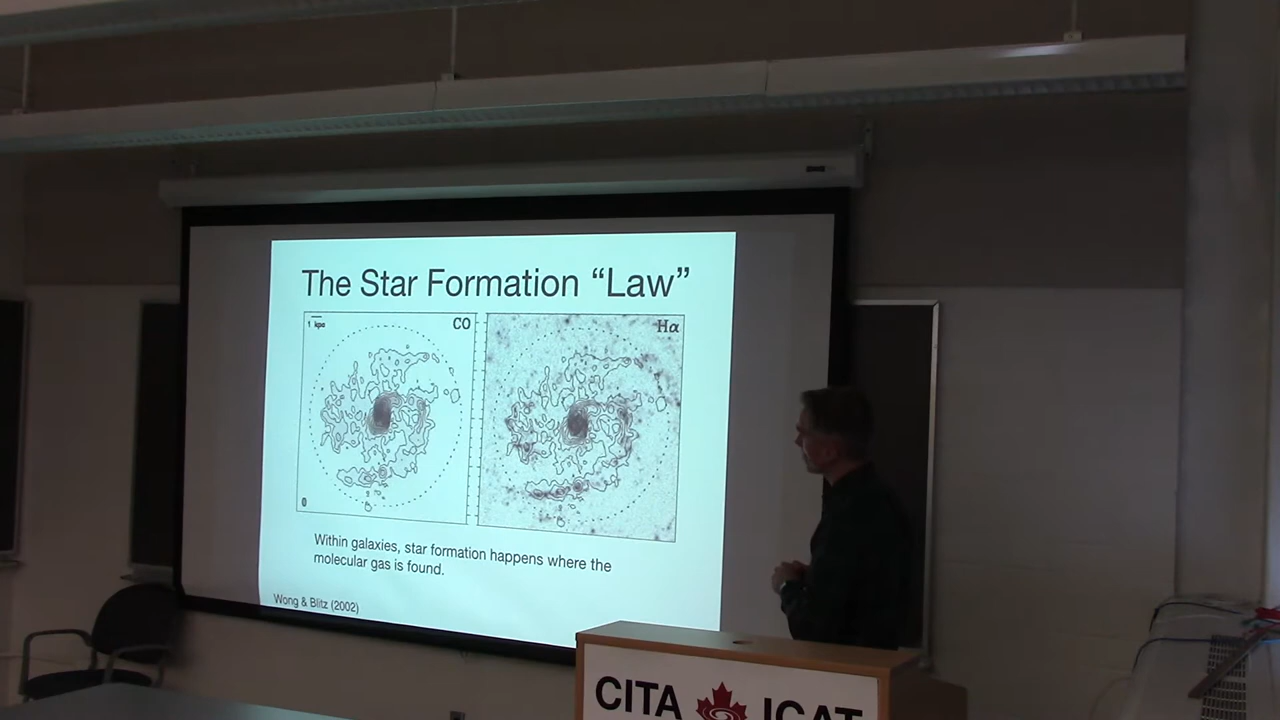 The Star Formation “Law”
1 kpc
CO
Hα
Within galaxies, star formation happens where the
molecular gas is found.
Wong & Blitz (2002)
CITA ICAT